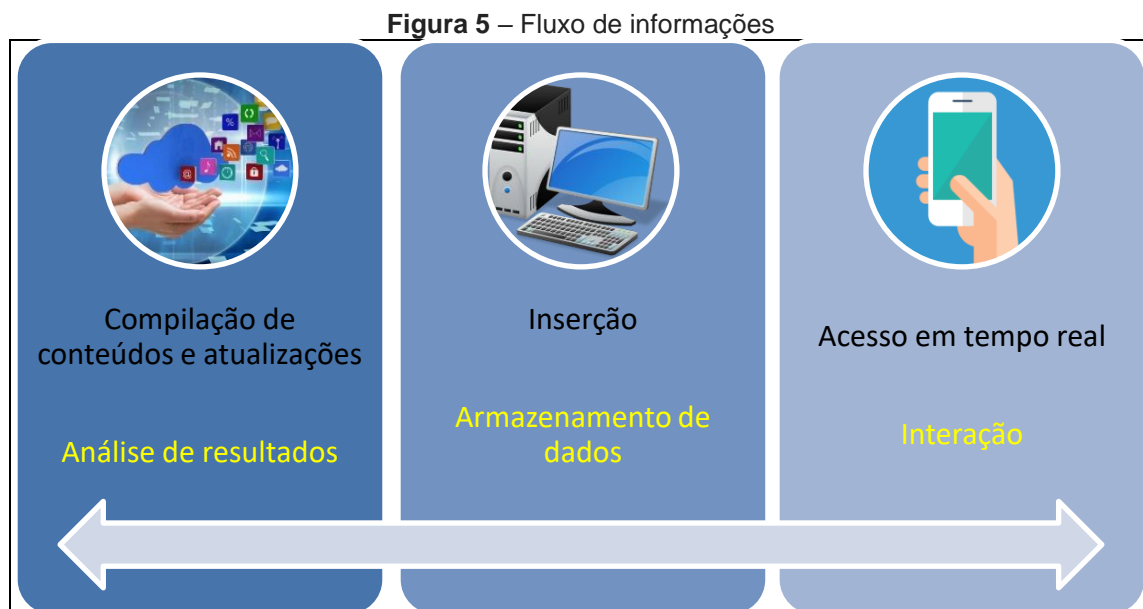 Figura 5 – Fluxo de informações
Compilação de
conteúdos e atualizações
Análise de resultados
Inserção
Armazenamento de
dados
Acesso em tempo real
Interação